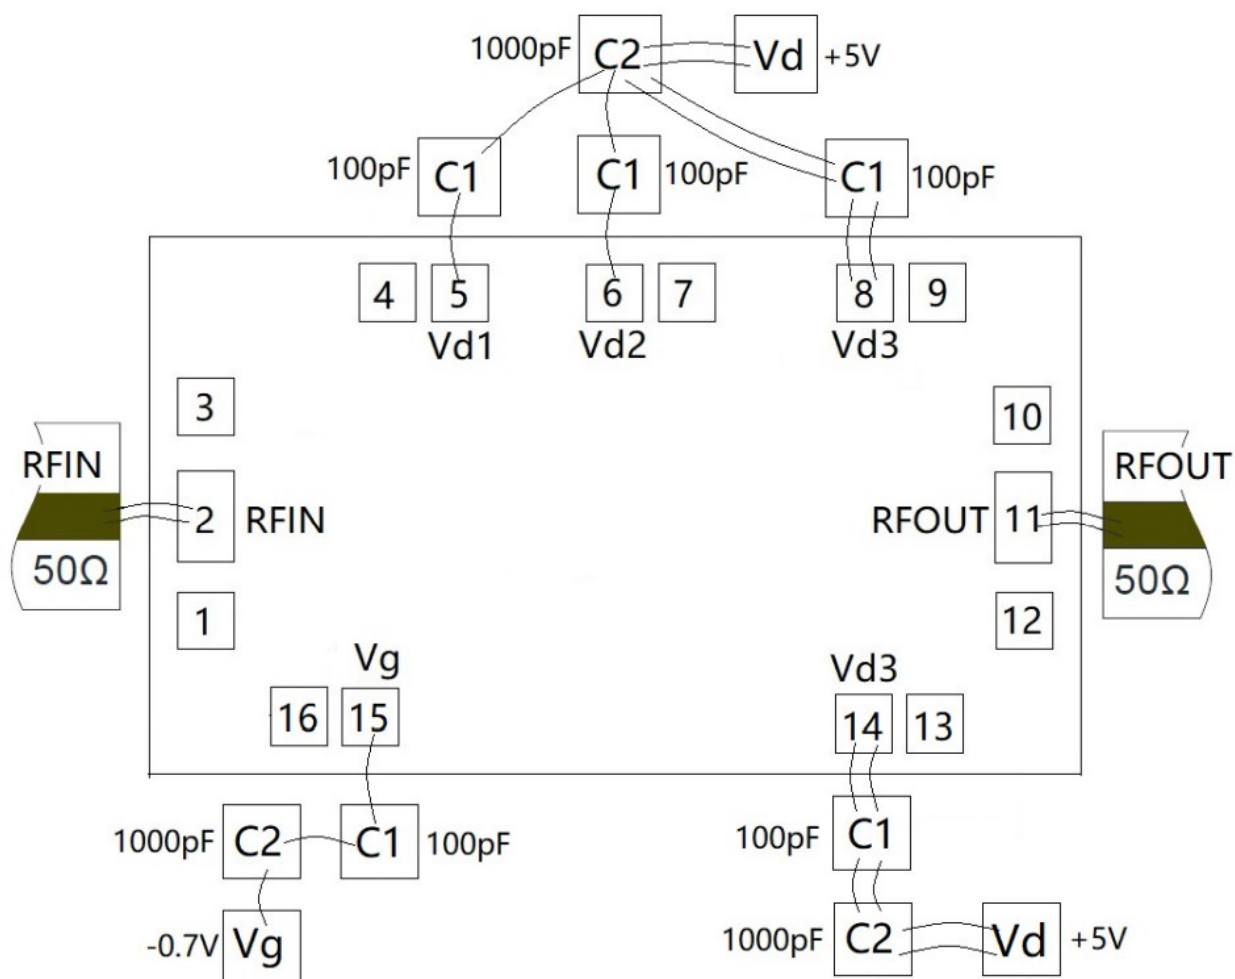 1000pF C2 Vd +5V
100pF C1 C1 100pF C1 100pF
4 5 6 7 8 9
Vd1 Vd2 Vd3
3 10
RFIN RFOUT
2 RFIN RFOUT 11
50Ω 50Ω
1 12
Vg Vd3
16 15 14 13
1000pF C2 C1 100pF 100pF C1
-0.7V Vg 1000pF C2 Vd +5V